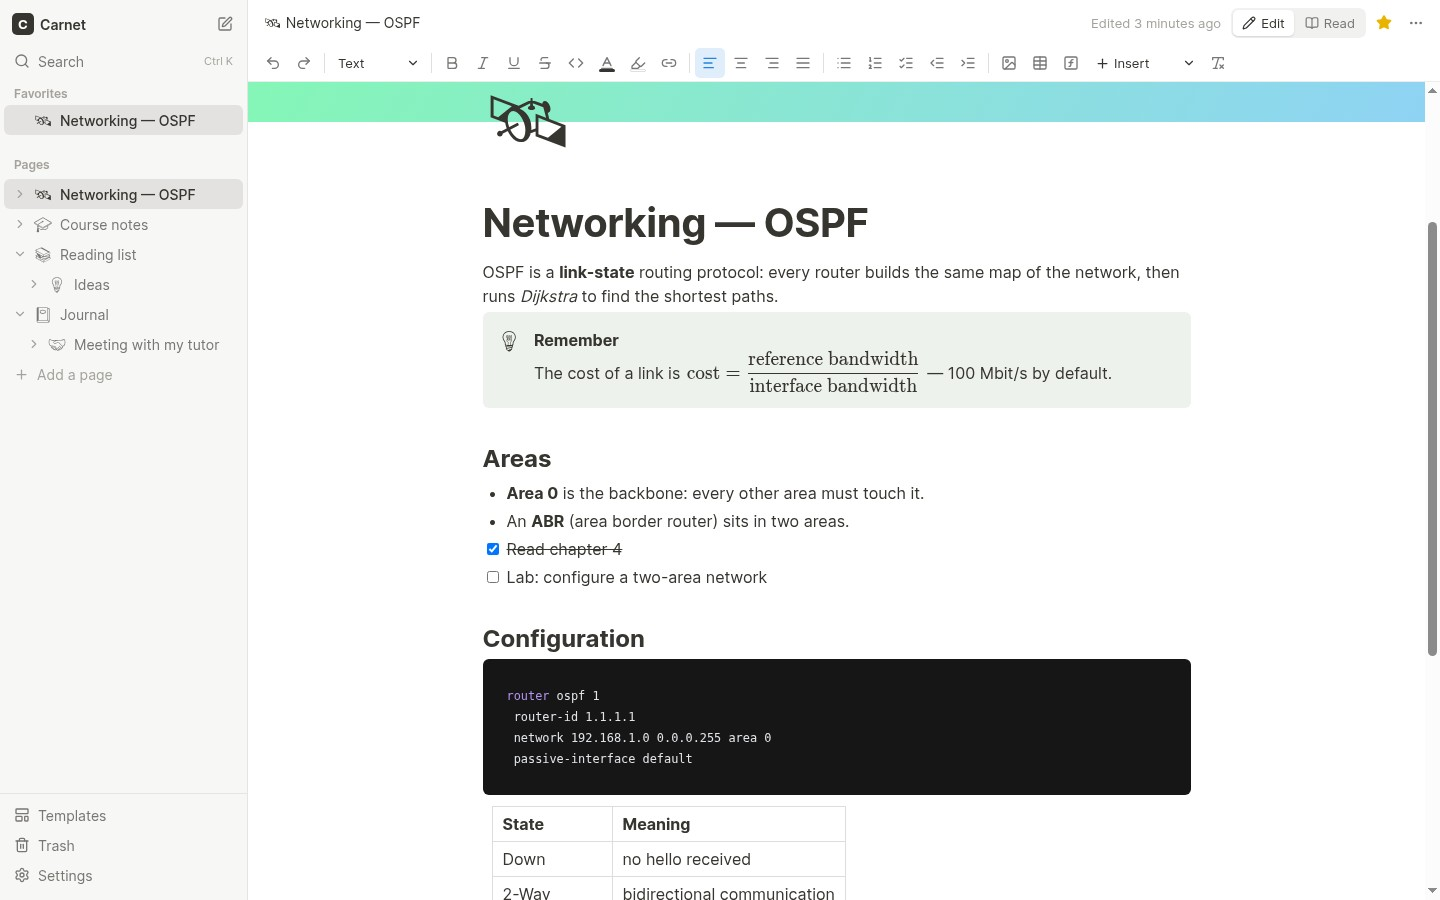 Carnet
Search Ctrl K
Favorites
Networking — OSPF
Pages
Networking — OSPF
Course notes
Reading list
Ideas
Journal
Meeting with my tutor
Add a page
Templates
Trash
Settings
Networking — OSPF
Edited 3 minutes ago
Edit
Read
Text
Insert
Networking — OSPF
OSPF is a link-state routing protocol: every router builds the same map of the network, then
runs Dijkstra to find the shortest paths.
Remember
The cost of a link is cost = reference bandwidth / interface bandwidth — 100 Mbit/s by default.
Areas
• Area 0 is the backbone: every other area must touch it.
• An ABR (area border router) sits in two areas.
Read chapter 4
Lab: configure a two-area network
Configuration
router ospf 1
router-id 1.1.1.1
network 192.168.1.0 0.0.0.255 area 0
passive-interface default
State Meaning
Down no hello received
2-Way bidirectional communication